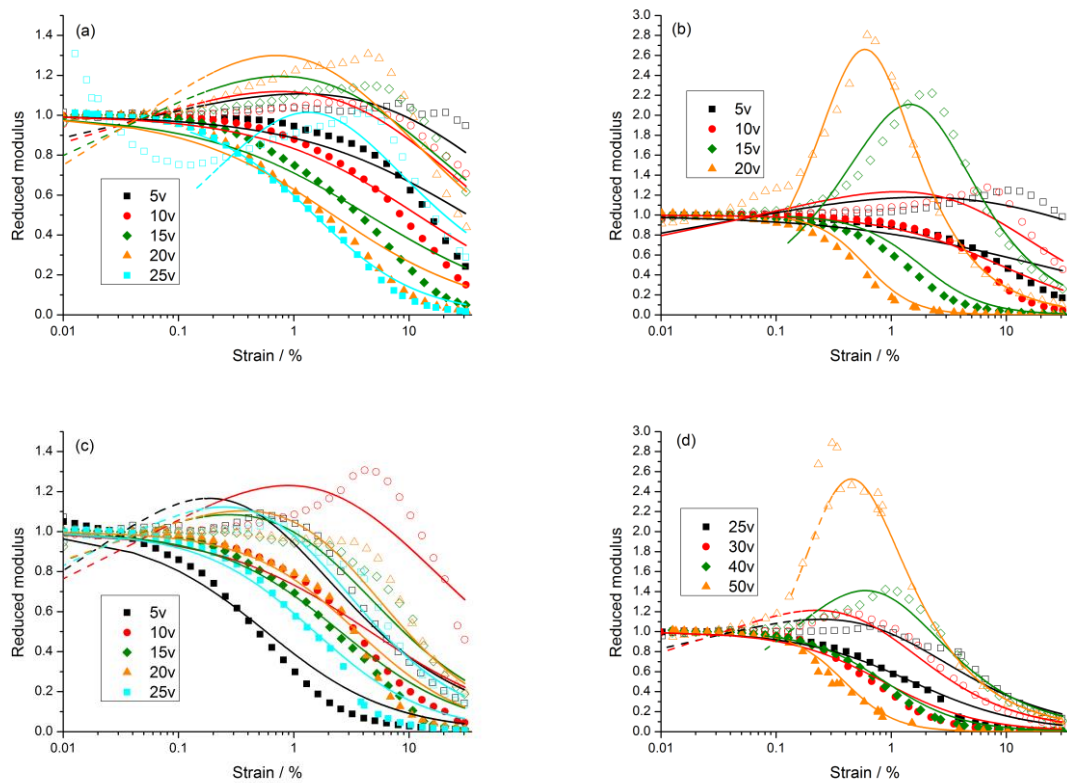 (a)
1.4
1.2
1.0
0.8
0.6
0.4
0.2
0.0
Reduced modulus
5v
10v
15v
20v
25v
0.01
0.1
1
10
Strain / %
(b)
3.0
2.8
2.6
2.4
2.2
2.0
1.8
1.6
1.4
1.2
1.0
0.8
0.6
0.4
0.2
0.0
Reduced modulus
5v
10v
15v
20v
0.01
0.1
1
10
Strain / %
(c)
1.4
1.2
1.0
0.8
0.6
0.4
0.2
0.0
Reduced modulus
5v
10v
15v
20v
25v
0.01
0.1
1
10
Strain / %
(d)
3.0
2.8
2.6
2.4
2.2
2.0
1.8
1.6
1.4
1.2
1.0
0.8
0.6
0.4
0.2
0.0
Reduced modulus
25v
30v
40v
50v
0.01
0.1
1
10
Strain / %